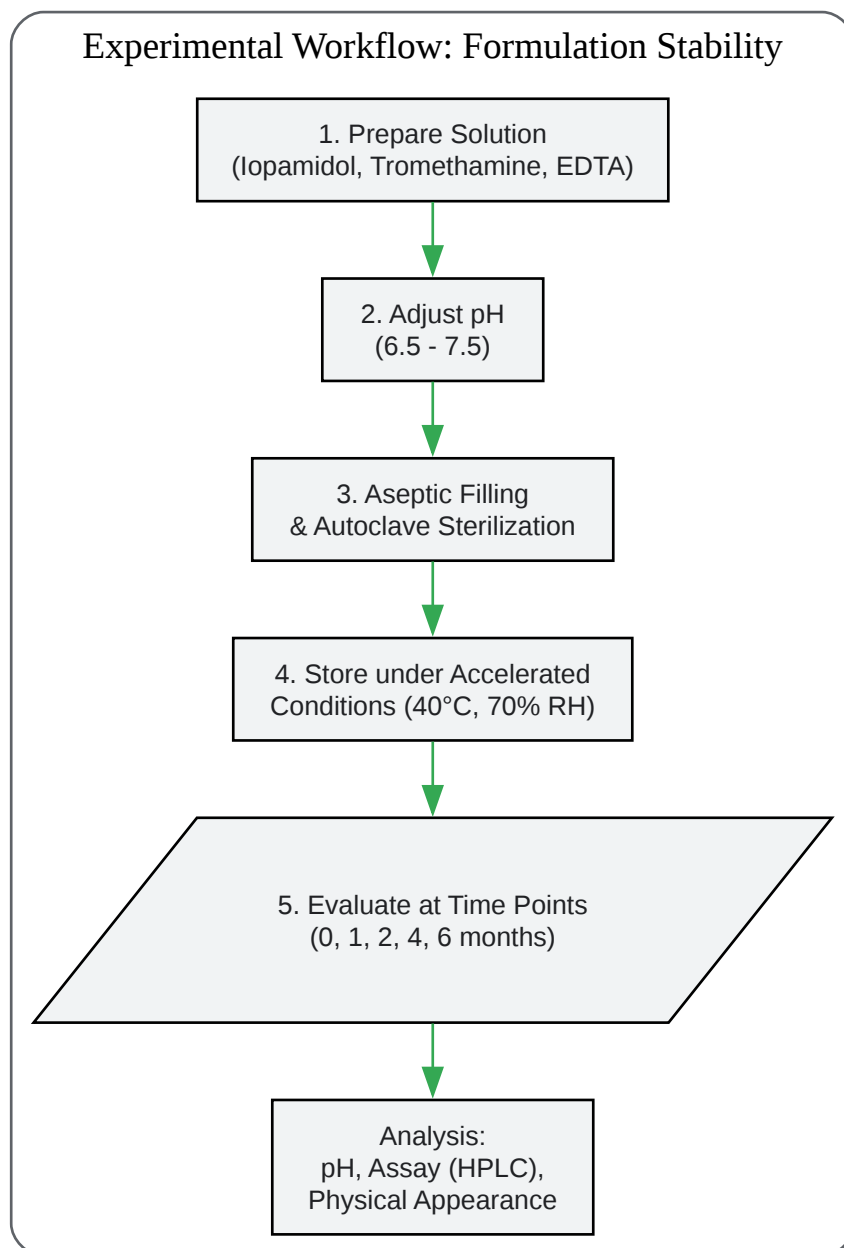 Experimental Workflow: Formulation Stability
1. Prepare Solution
(Iopamidol, Tromethamine, EDTA)
2. Adjust pH
(6.5 - 7.5)
3. Aseptic Filling
& Autoclave Sterilization
4. Store under Accelerated
Conditions (40°C, 70% RH)
5. Evaluate at Time Points
(0, 1, 2, 4, 6 months)
Analysis:
pH, Assay (HPLC),
Physical Appearance